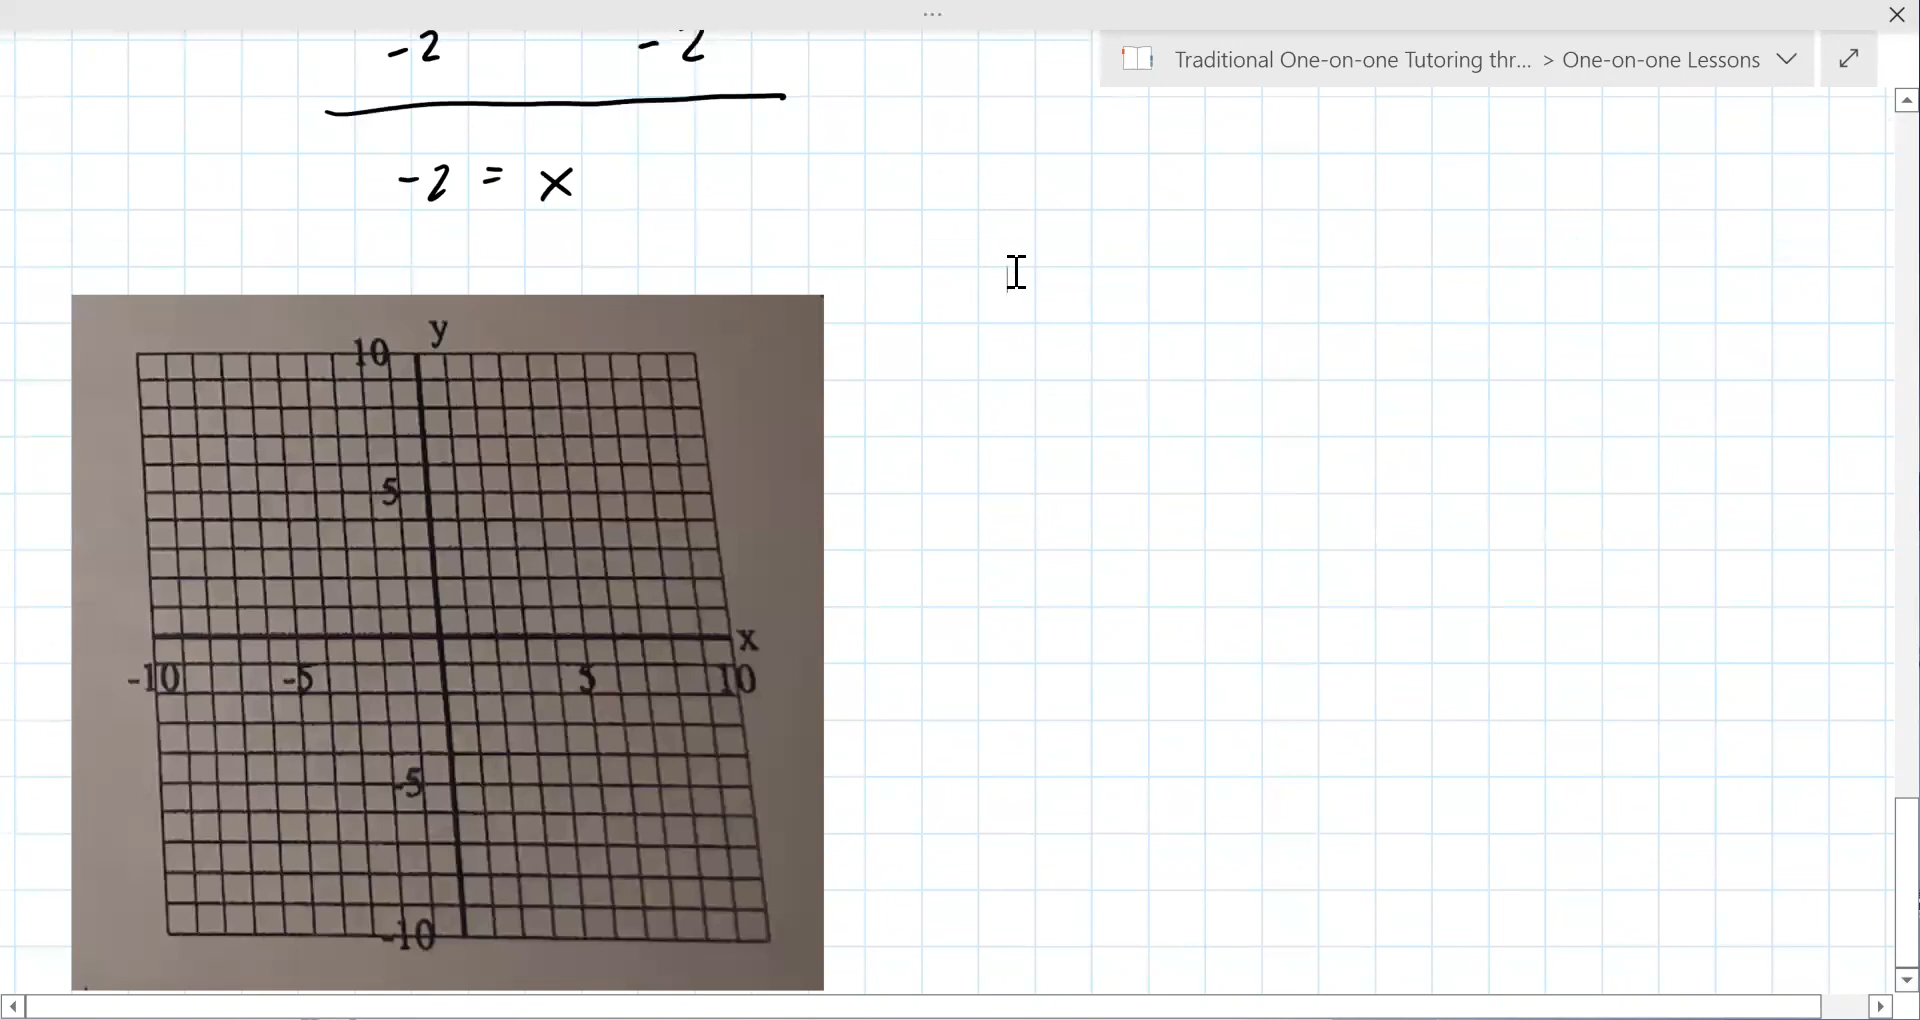 ...
-2 -2
Traditional One-on-one Tutoring thr... > One-on-one Lessons
-2 = x
y
10
5
x
-10 -5 5 10
-5
-10